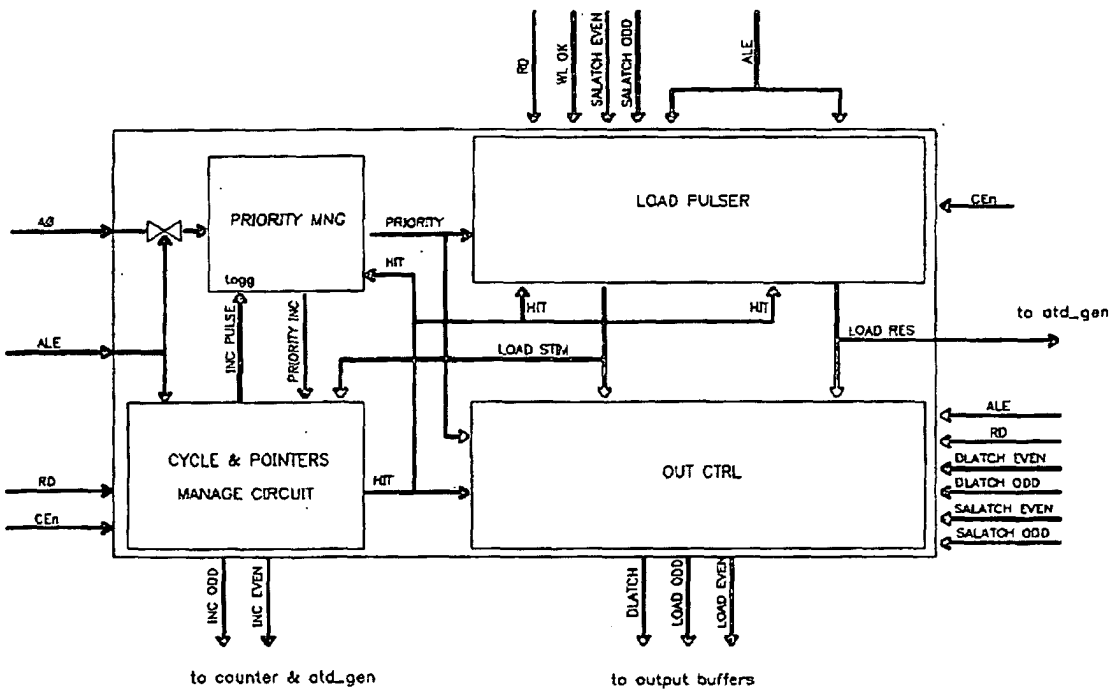 RD
WL OK
SALATCH EVEN
SALATCH ODD
ALE
PRIORITY MNG
togg
LOAD PULSER
PRIORITY
HIT
CEn
ALE
INC PULSE
PRIORITY INC
HIT
HIT
LOAD STIM
LOAD RES
to atd_gen
CYCLE & POINTERS
MANAGE CIRCUIT
OUT CTRL
HIT
RD
CEn
ALE
RD
DLATCH EVEN
DLATCH ODD
SALATCH EVEN
SALATCH ODD
INC ODD
INC EVEN
DLATCH
LOAD ODD
LOAD EVEN
to counter & atd_gen
to output buffers